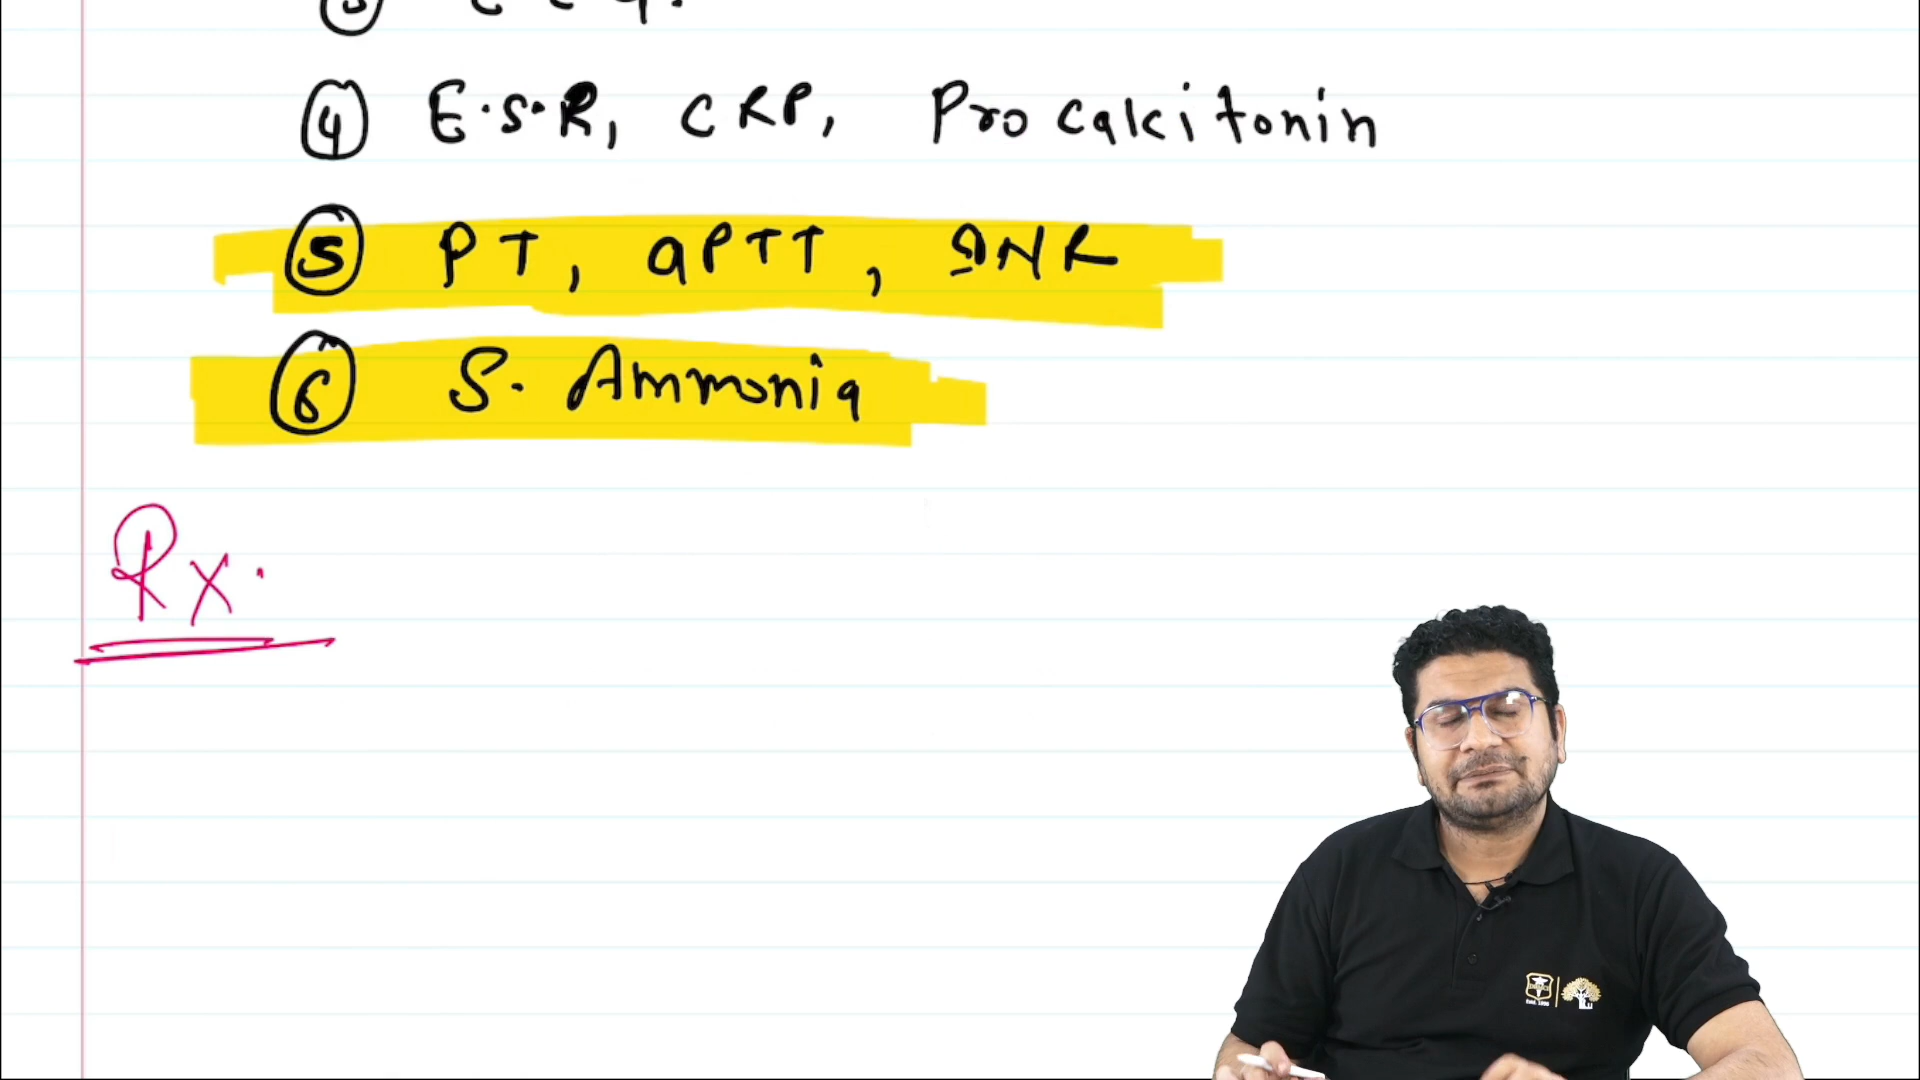 ④ E.S.R, CRP, Procalcitonin
⑤ PT, aPTT, INR
⑥ S. Ammonia
Rx.